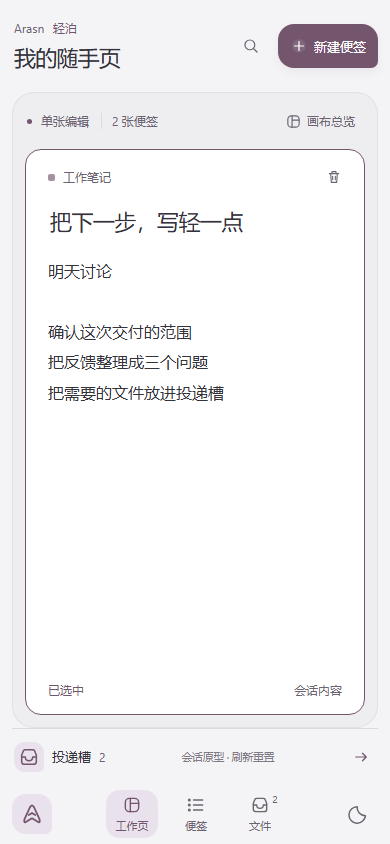 Arasn 轻泊
我的随手页
新建便签
单张编辑
2 张便签
画布总览
工作笔记
把下一步，写轻一点
明天讨论
确认这次交付的范围
把反馈整理成三个问题
把需要的文件放进投递槽
已选中
会话内容
投递槽 2
会话原型 · 刷新重置
工作页
便签
文件 2